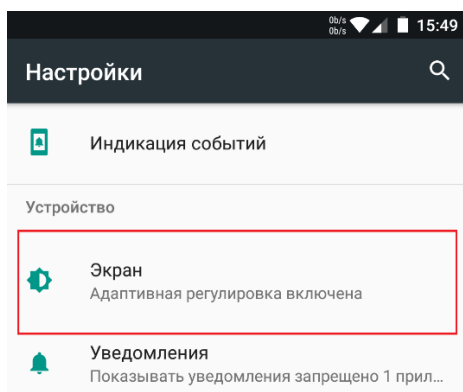 0b/s
0b/s
15:49
Настройки
Индикация событий
Устройство
Экран
Адаптивная регулировка включена
Уведомления
Показывать уведомления запрещено 1 прил...